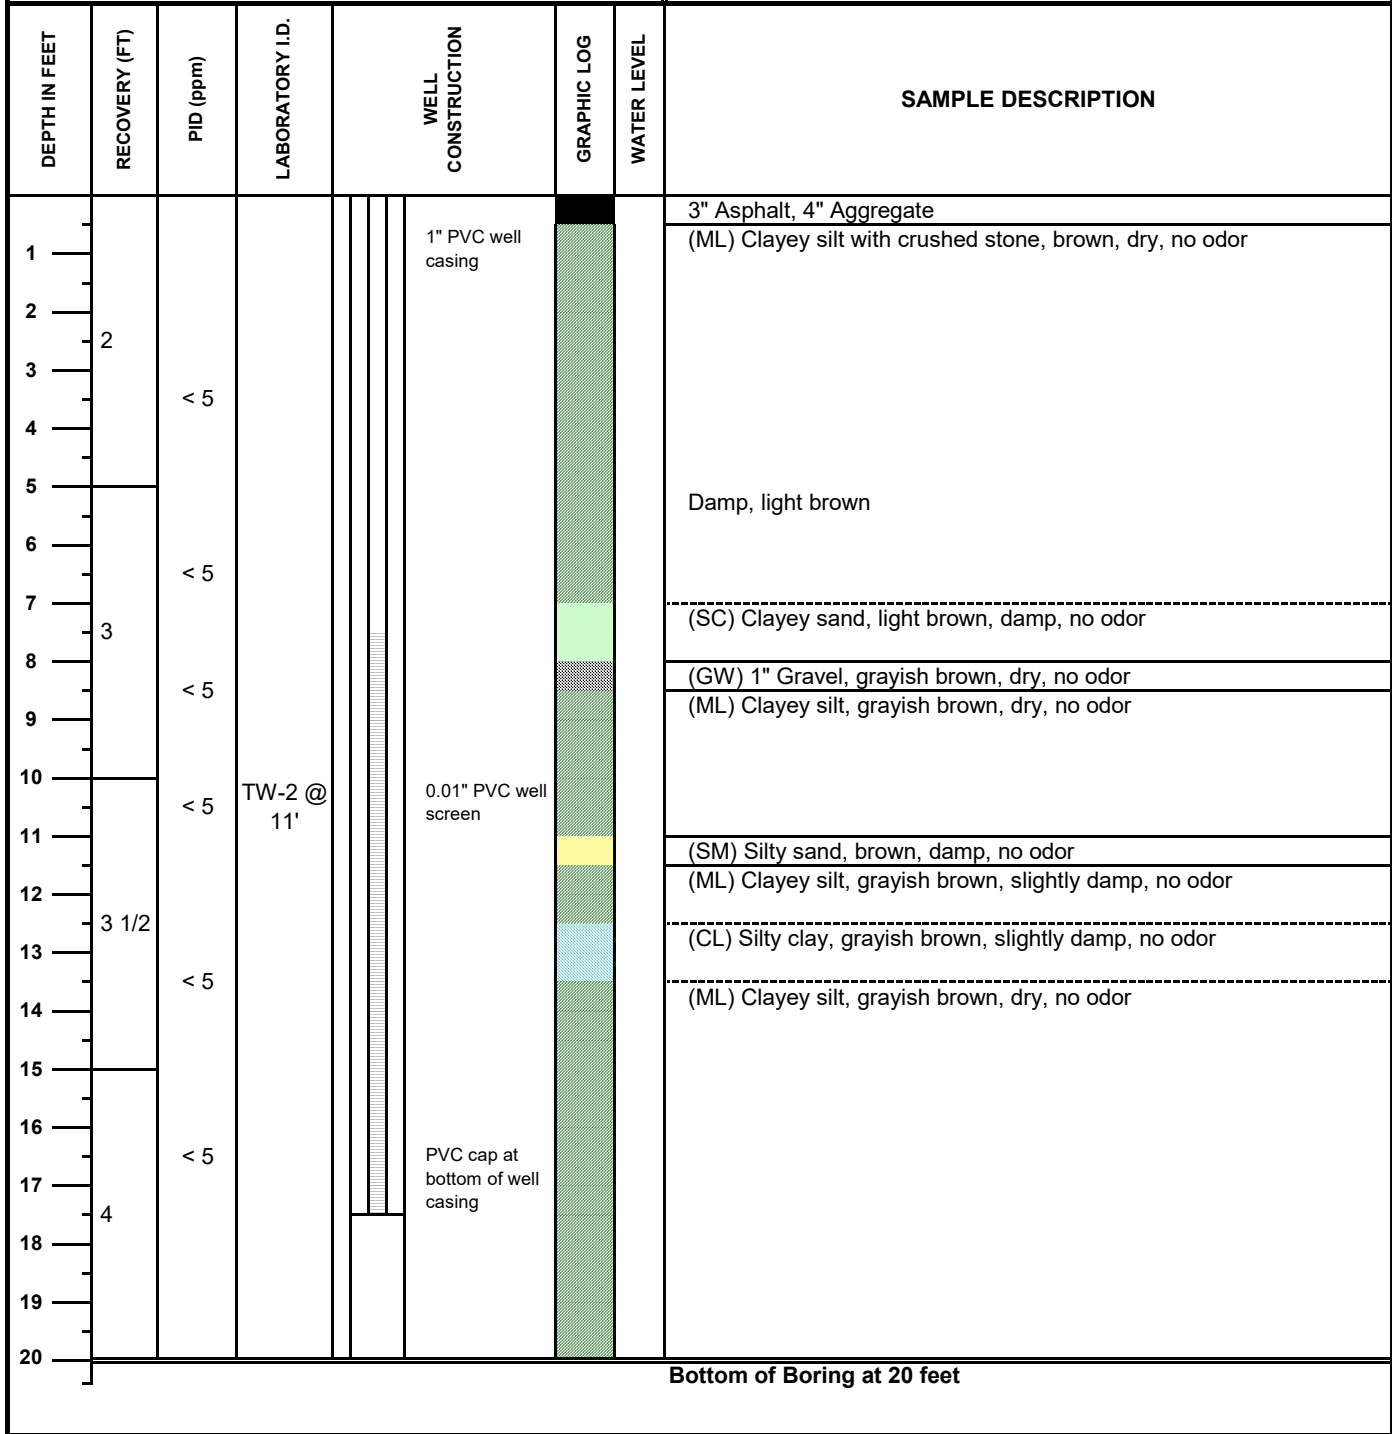 DEPTH IN FEET
RECOVERY (FT)
PID (ppm)
LABORATORY I.D.
WELL
CONSTRUCTION
GRAPHIC LOG
WATER LEVEL
SAMPLE DESCRIPTION
3" Asphalt, 4" Aggregate
1" PVC well
casing
(ML) Clayey silt with crushed stone, brown, dry, no odor
1
2
2
3
< 5
4
5
Damp, light brown
6
< 5
7
(SC) Clayey sand, light brown, damp, no odor
3
8
(GW) 1" Gravel, grayish brown, dry, no odor
< 5
(ML) Clayey silt, grayish brown, dry, no odor
9
10
TW-2 @
11'
< 5
0.01" PVC well
screen
11
(SM) Silty sand, brown, damp, no odor
(ML) Clayey silt, grayish brown, slightly damp, no odor
12
3 1/2
(CL) Silty clay, grayish brown, slightly damp, no odor
13
< 5
(ML) Clayey silt, grayish brown, dry, no odor
14
15
16
< 5
PVC cap at
bottom of well
casing
17
4
18
19
20
Bottom of Boring at 20 feet